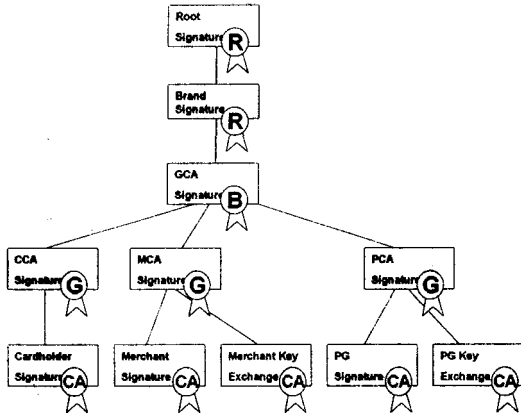 Root
Signature
R
Brand
Signature
R
GCA
Signature
B
CCA
Signature
G
MCA
Signature
G
PCA
Signature
G
Cardholder
Signature
CA
Merchant
Signature
CA
Merchant Key
Exchange
CA
PG
Signature
CA
PG Key
Exchange
CA